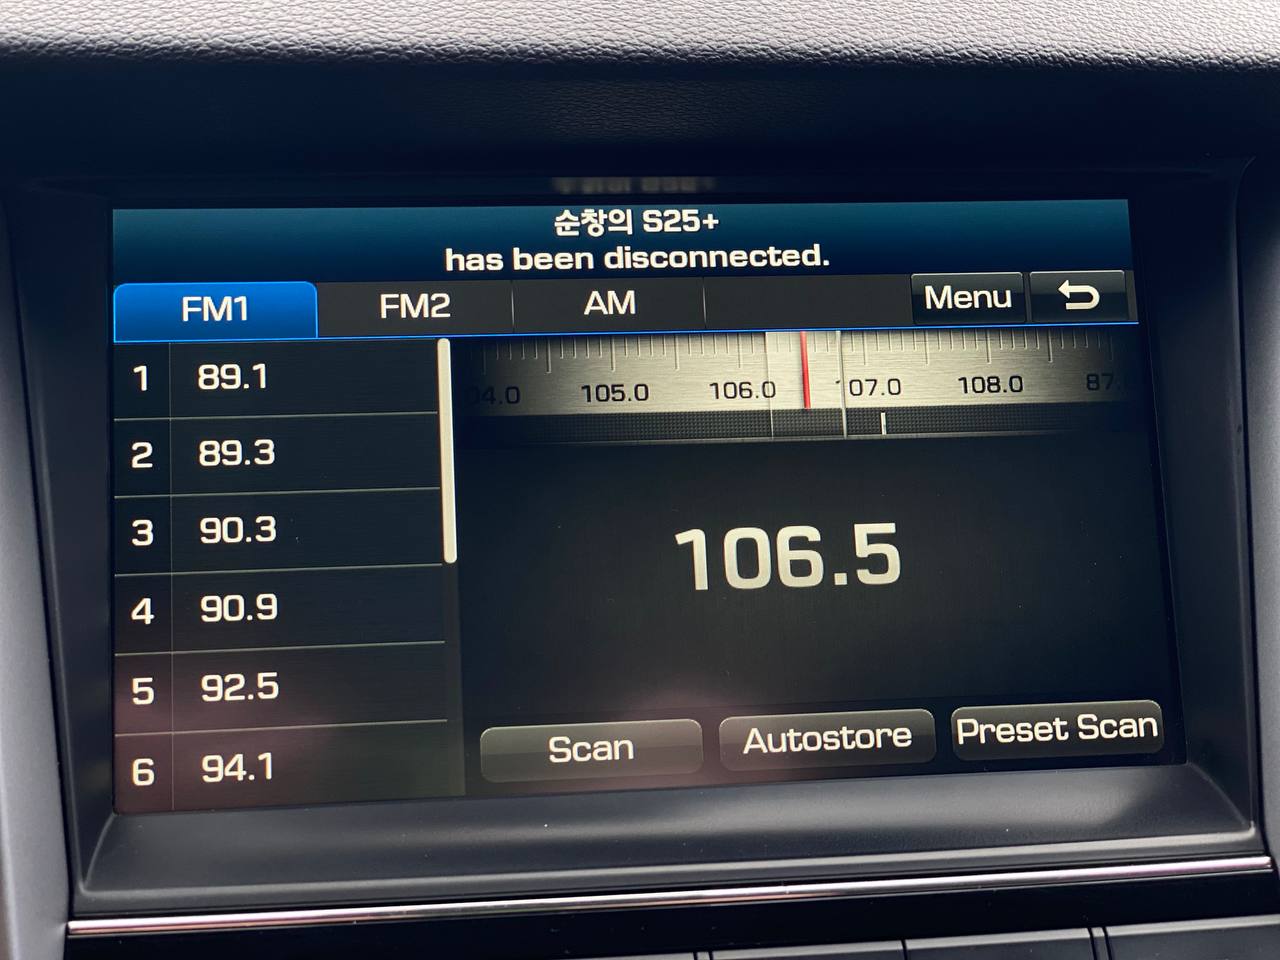 순창의 S25+
has been disconnected.
FM1 FM2 AM Menu
1 89.1
2 89.3
3 90.3
4 90.9
5 92.5
6 94.1
105.0 106.0 107.0 108.0
106.5
Scan Autostore Preset Scan